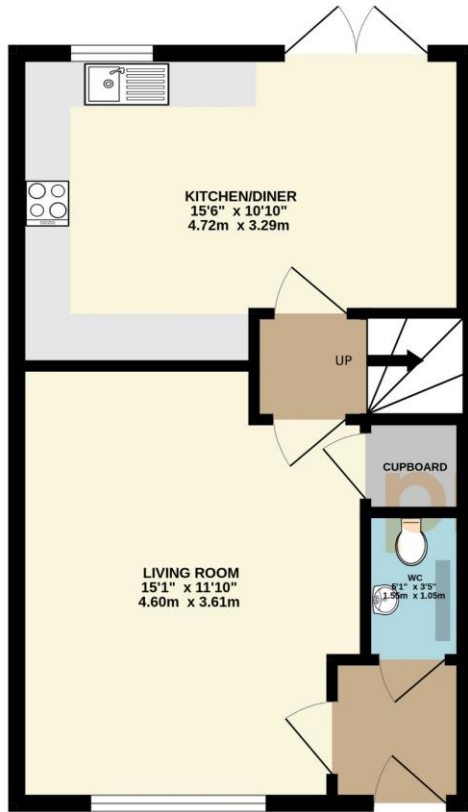 KITCHEN/DINER
15'6" x 10'10"
4.72m x 3.29m
UP
CUPBOARD
LIVING ROOM
15'1" x 11'10"
4.60m x 3.61m
WC
5'1" x 3'5"
1.55m x 1.05m